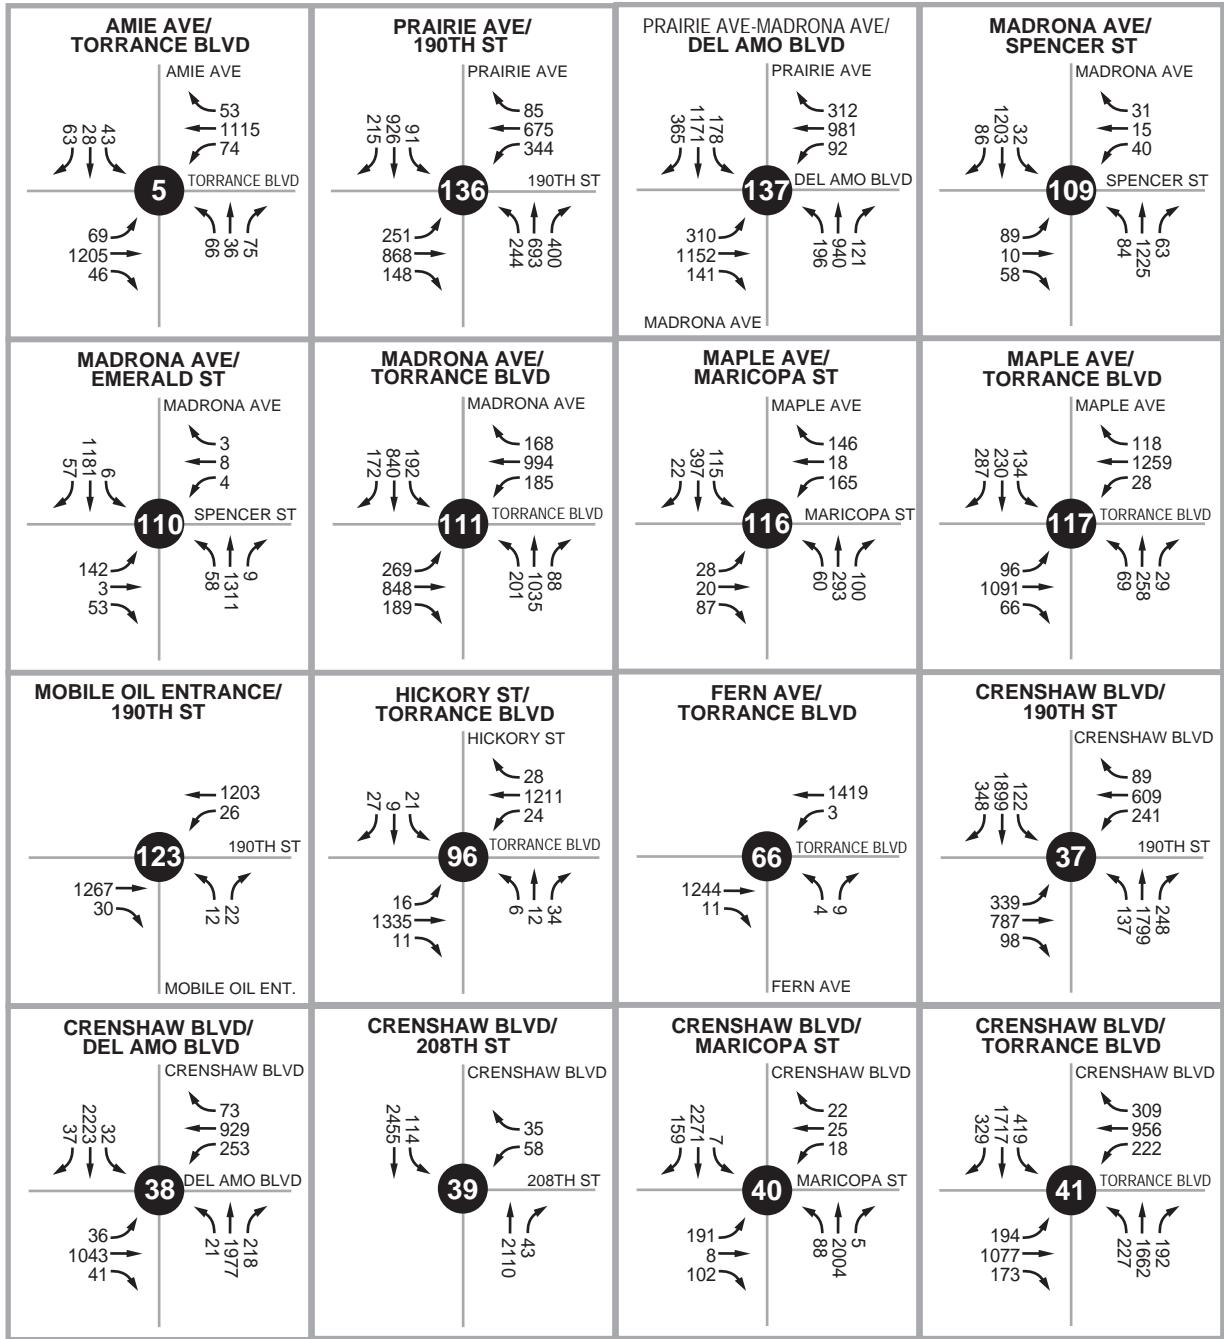 AMIE AVE/
TORRANCE BLVD
AMIE AVE
63
28
43
53
1115
74
5
TORRANCE BLVD
69
1205
46
66
36
75
PRAIRIE AVE/
190TH ST
PRAIRIE AVE
215
926
91
85
675
344
136
190TH ST
251
868
148
244
693
400
PRAIRIE AVE-MADRONA AVE/
DEL AMO BLVD
PRAIRIE AVE
365
1171
178
312
981
92
137
DEL AMO BLVD
310
1152
141
196
940
121
MADRONA AVE
MADRONA AVE/
SPENCER ST
MADRONA AVE
86
1203
32
31
15
40
109
SPENCER ST
89
10
58
84
1225
63
MADRONA AVE/
EMERALD ST
MADRONA AVE
57
1181
6
3
8
4
110
SPENCER ST
142
3
53
58
1311
9
MADRONA AVE/
TORRANCE BLVD
MADRONA AVE
172
840
192
168
994
185
111
TORRANCE BLVD
269
848
189
201
1035
88
MAPLE AVE/
MARICOPA ST
MAPLE AVE
22
397
115
146
18
165
116
MARICOPA ST
28
20
87
60
293
100
MAPLE AVE/
TORRANCE BLVD
MAPLE AVE
287
230
134
118
1259
28
117
TORRANCE BLVD
96
1091
66
69
258
29
MOBILE OIL ENTRANCE/
190TH ST
1203
26
123
190TH ST
1267
30
12
22
MOBILE OIL ENT.
HICKORY ST/
TORRANCE BLVD
HICKORY ST
27
9
21
28
1211
24
96
TORRANCE BLVD
16
1335
11
6
12
34
FERN AVE/
TORRANCE BLVD
1419
3
66
TORRANCE BLVD
1244
11
4
9
FERN AVE
CRENSHAW BLVD/
190TH ST
CRENSHAW BLVD
348
1899
122
89
609
241
37
190TH ST
339
787
98
137
1799
248
CRENSHAW BLVD/
DEL AMO BLVD
CRENSHAW BLVD
37
2223
32
73
929
253
38
DEL AMO BLVD
36
1043
41
21
1977
218
CRENSHAW BLVD/
208TH ST
CRENSHAW BLVD
2455
114
35
58
39
208TH ST
2110
43
CRENSHAW BLVD/
MARICOPA ST
CRENSHAW BLVD
159
2271
7
22
25
18
40
MARICOPA ST
191
8
102
88
2004
5
CRENSHAW BLVD/
TORRANCE BLVD
CRENSHAW BLVD
329
1717
419
309
956
222
41
TORRANCE BLVD
194
1077
173
227
1662
192